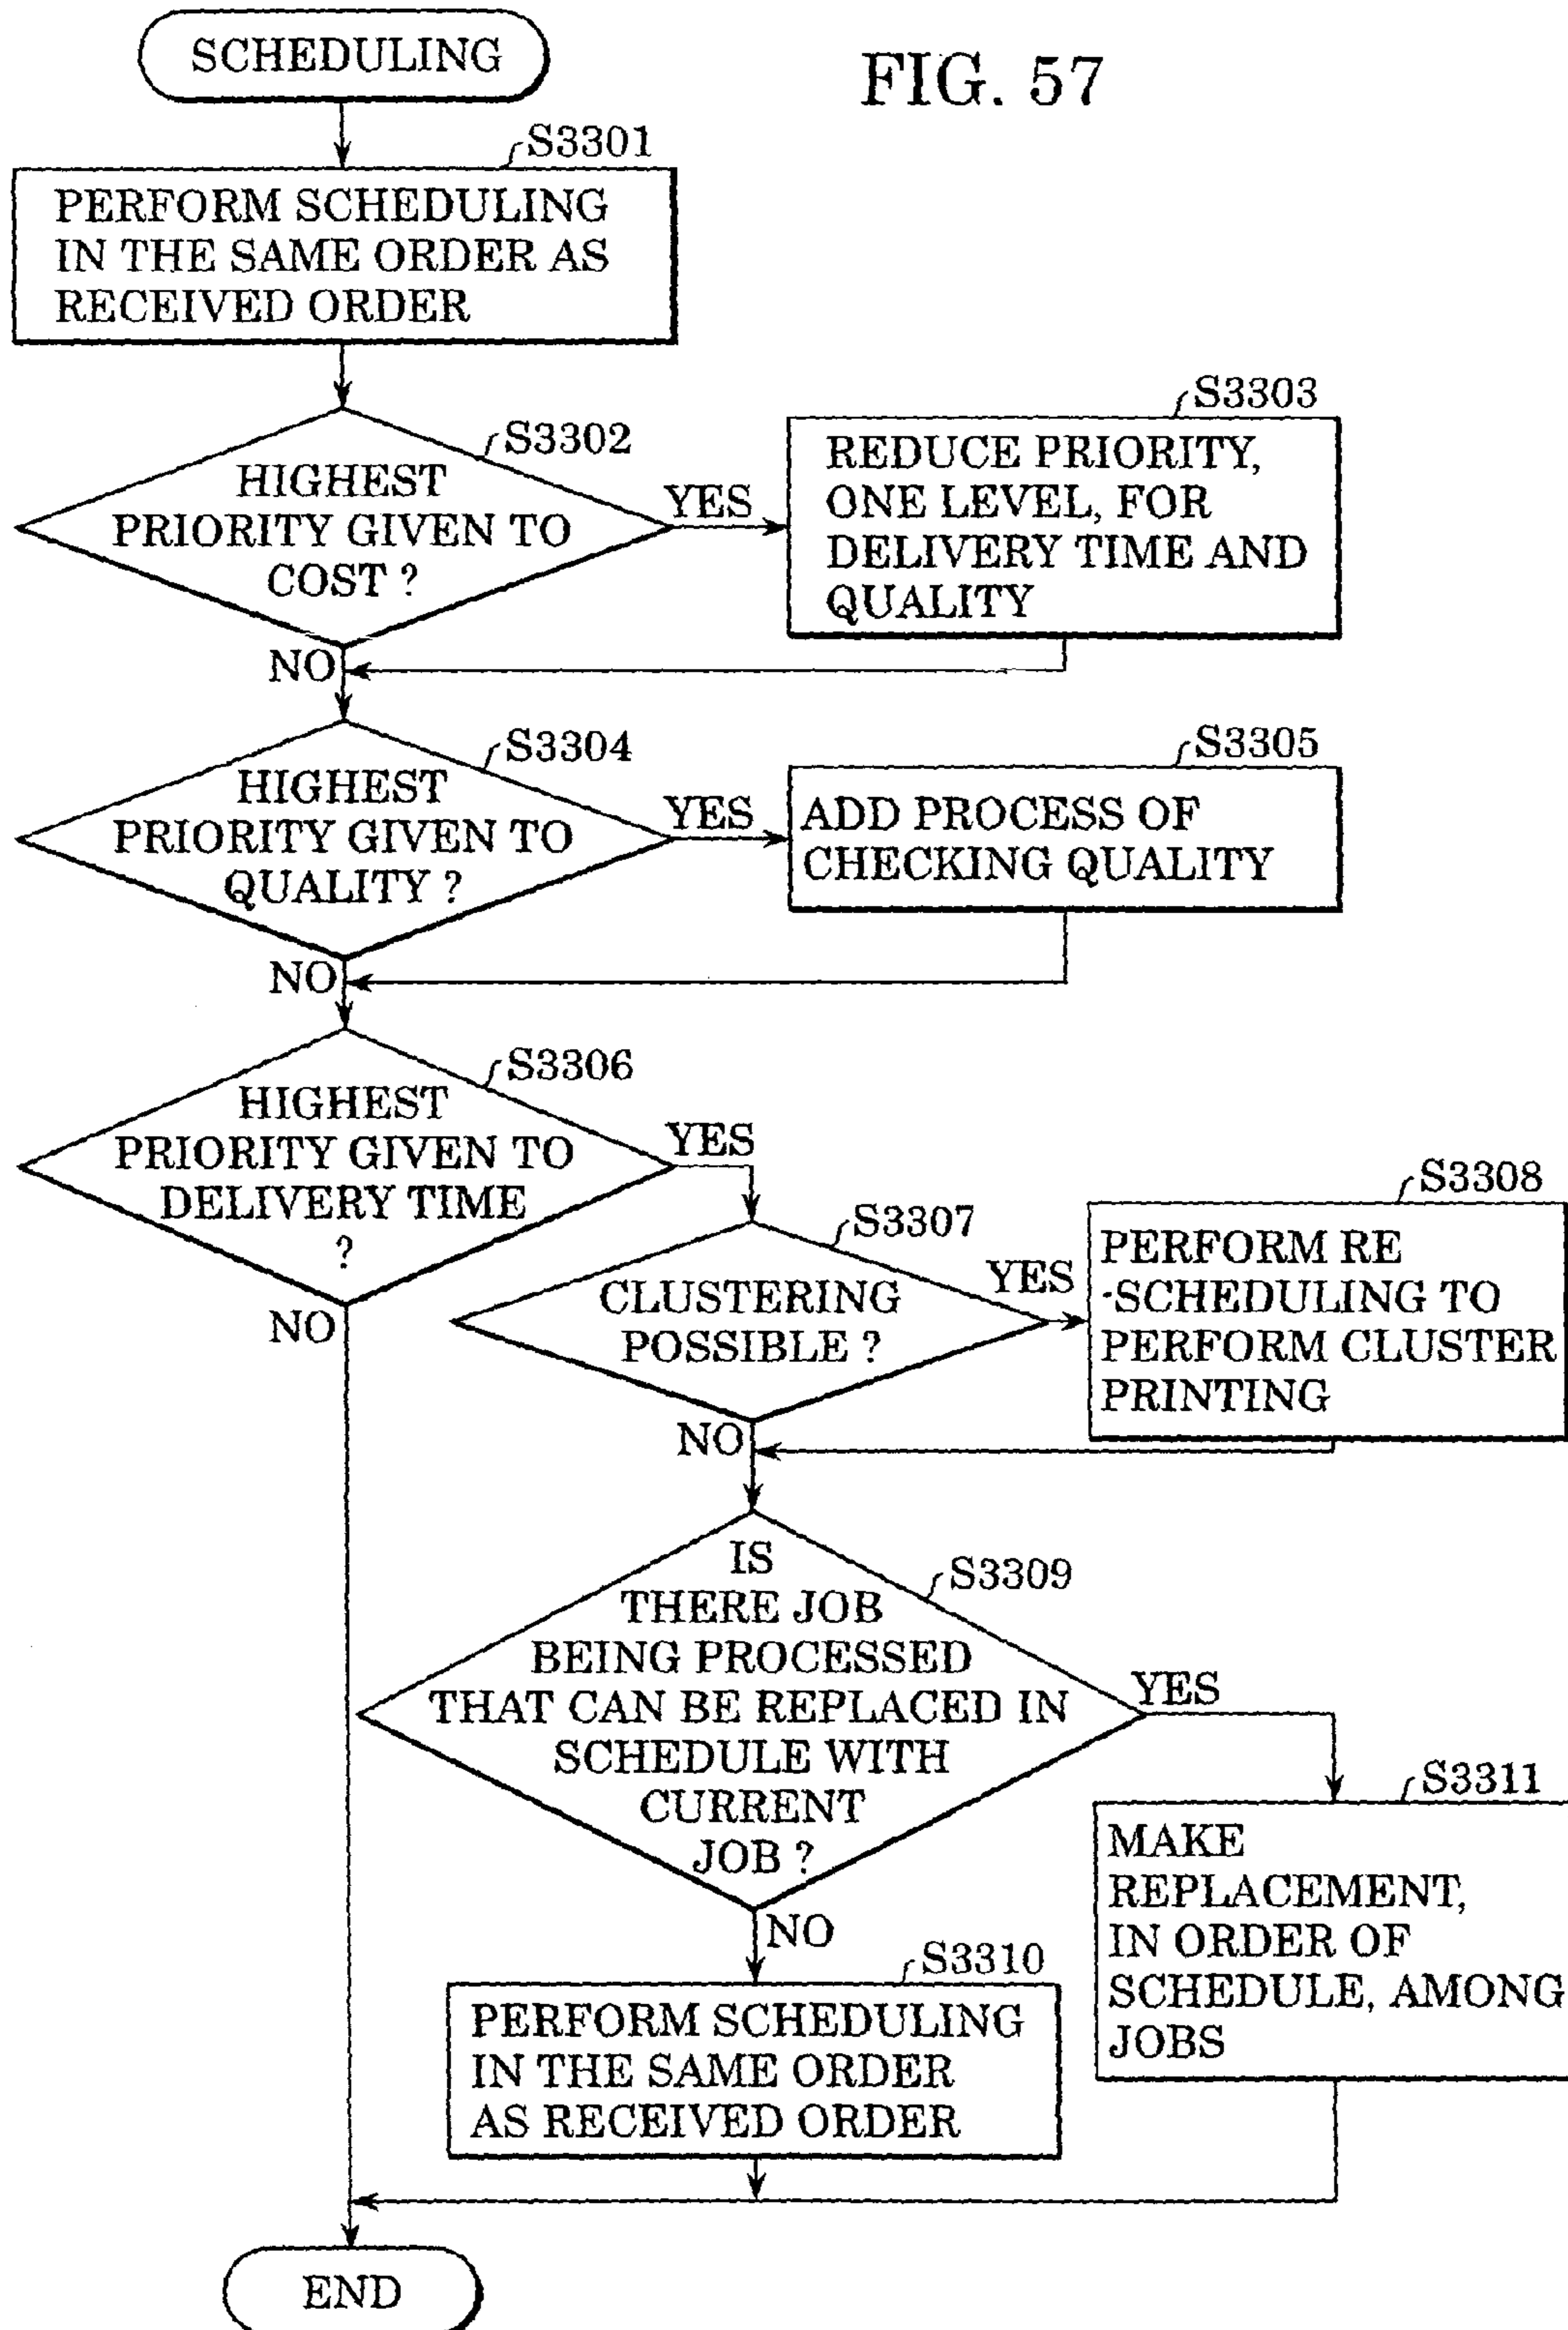 SCHEDULING
FIG. 57
S3301
PERFORM SCHEDULING
IN THE SAME ORDER AS
RECEIVED ORDER
S3302
HIGHEST
PRIORITY GIVEN TO
COST ?
YES
S3303
REDUCE PRIORITY,
ONE LEVEL, FOR
DELIVERY TIME AND
QUALITY
NO
S3304
HIGHEST
PRIORITY GIVEN TO
QUALITY ?
YES
S3305
ADD PROCESS OF
CHECKING QUALITY
NO
S3306
HIGHEST
PRIORITY GIVEN TO
DELIVERY TIME
?
YES
NO
S3307
CLUSTERING
POSSIBLE ?
YES
S3308
PERFORM RE
-SCHEDULING TO
PERFORM CLUSTER
PRINTING
NO
S3309
IS
THERE JOB
BEING PROCESSED
THAT CAN BE REPLACED IN
SCHEDULE WITH
CURRENT
JOB ?
YES
S3311
MAKE
REPLACEMENT,
IN ORDER OF
SCHEDULE, AMONG
JOBS
NO
S3310
PERFORM SCHEDULING
IN THE SAME ORDER
AS RECEIVED ORDER
END